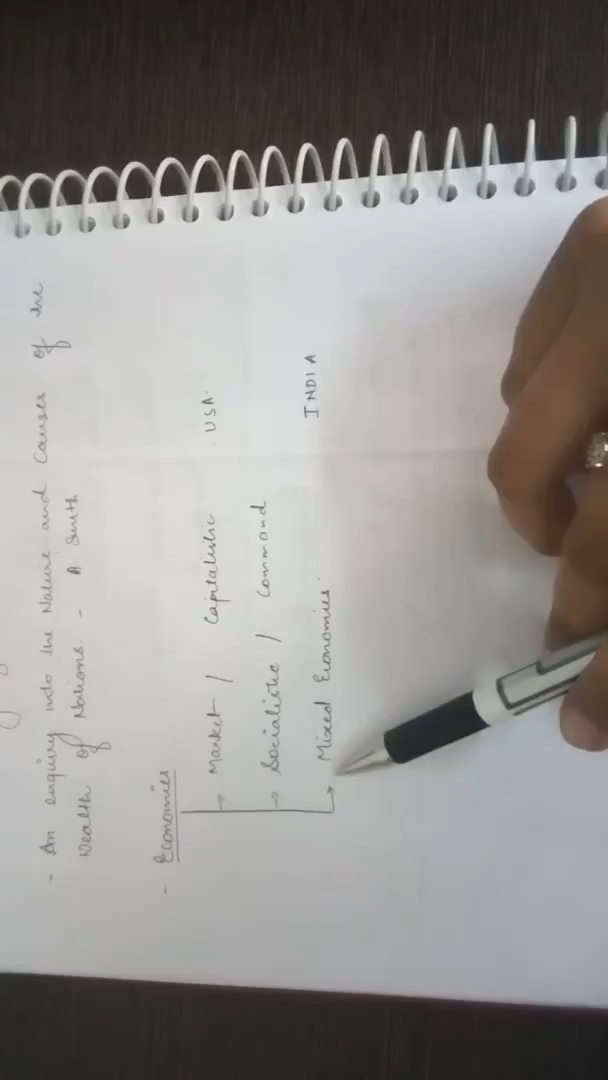 - An enquiry into the Nature and Causes of the
Wealth of Nations. - A. Smith
- Economies
→ Market / Capitalistic USA.
→ Socialistic / Command
→ Mixed Economies. INDIA